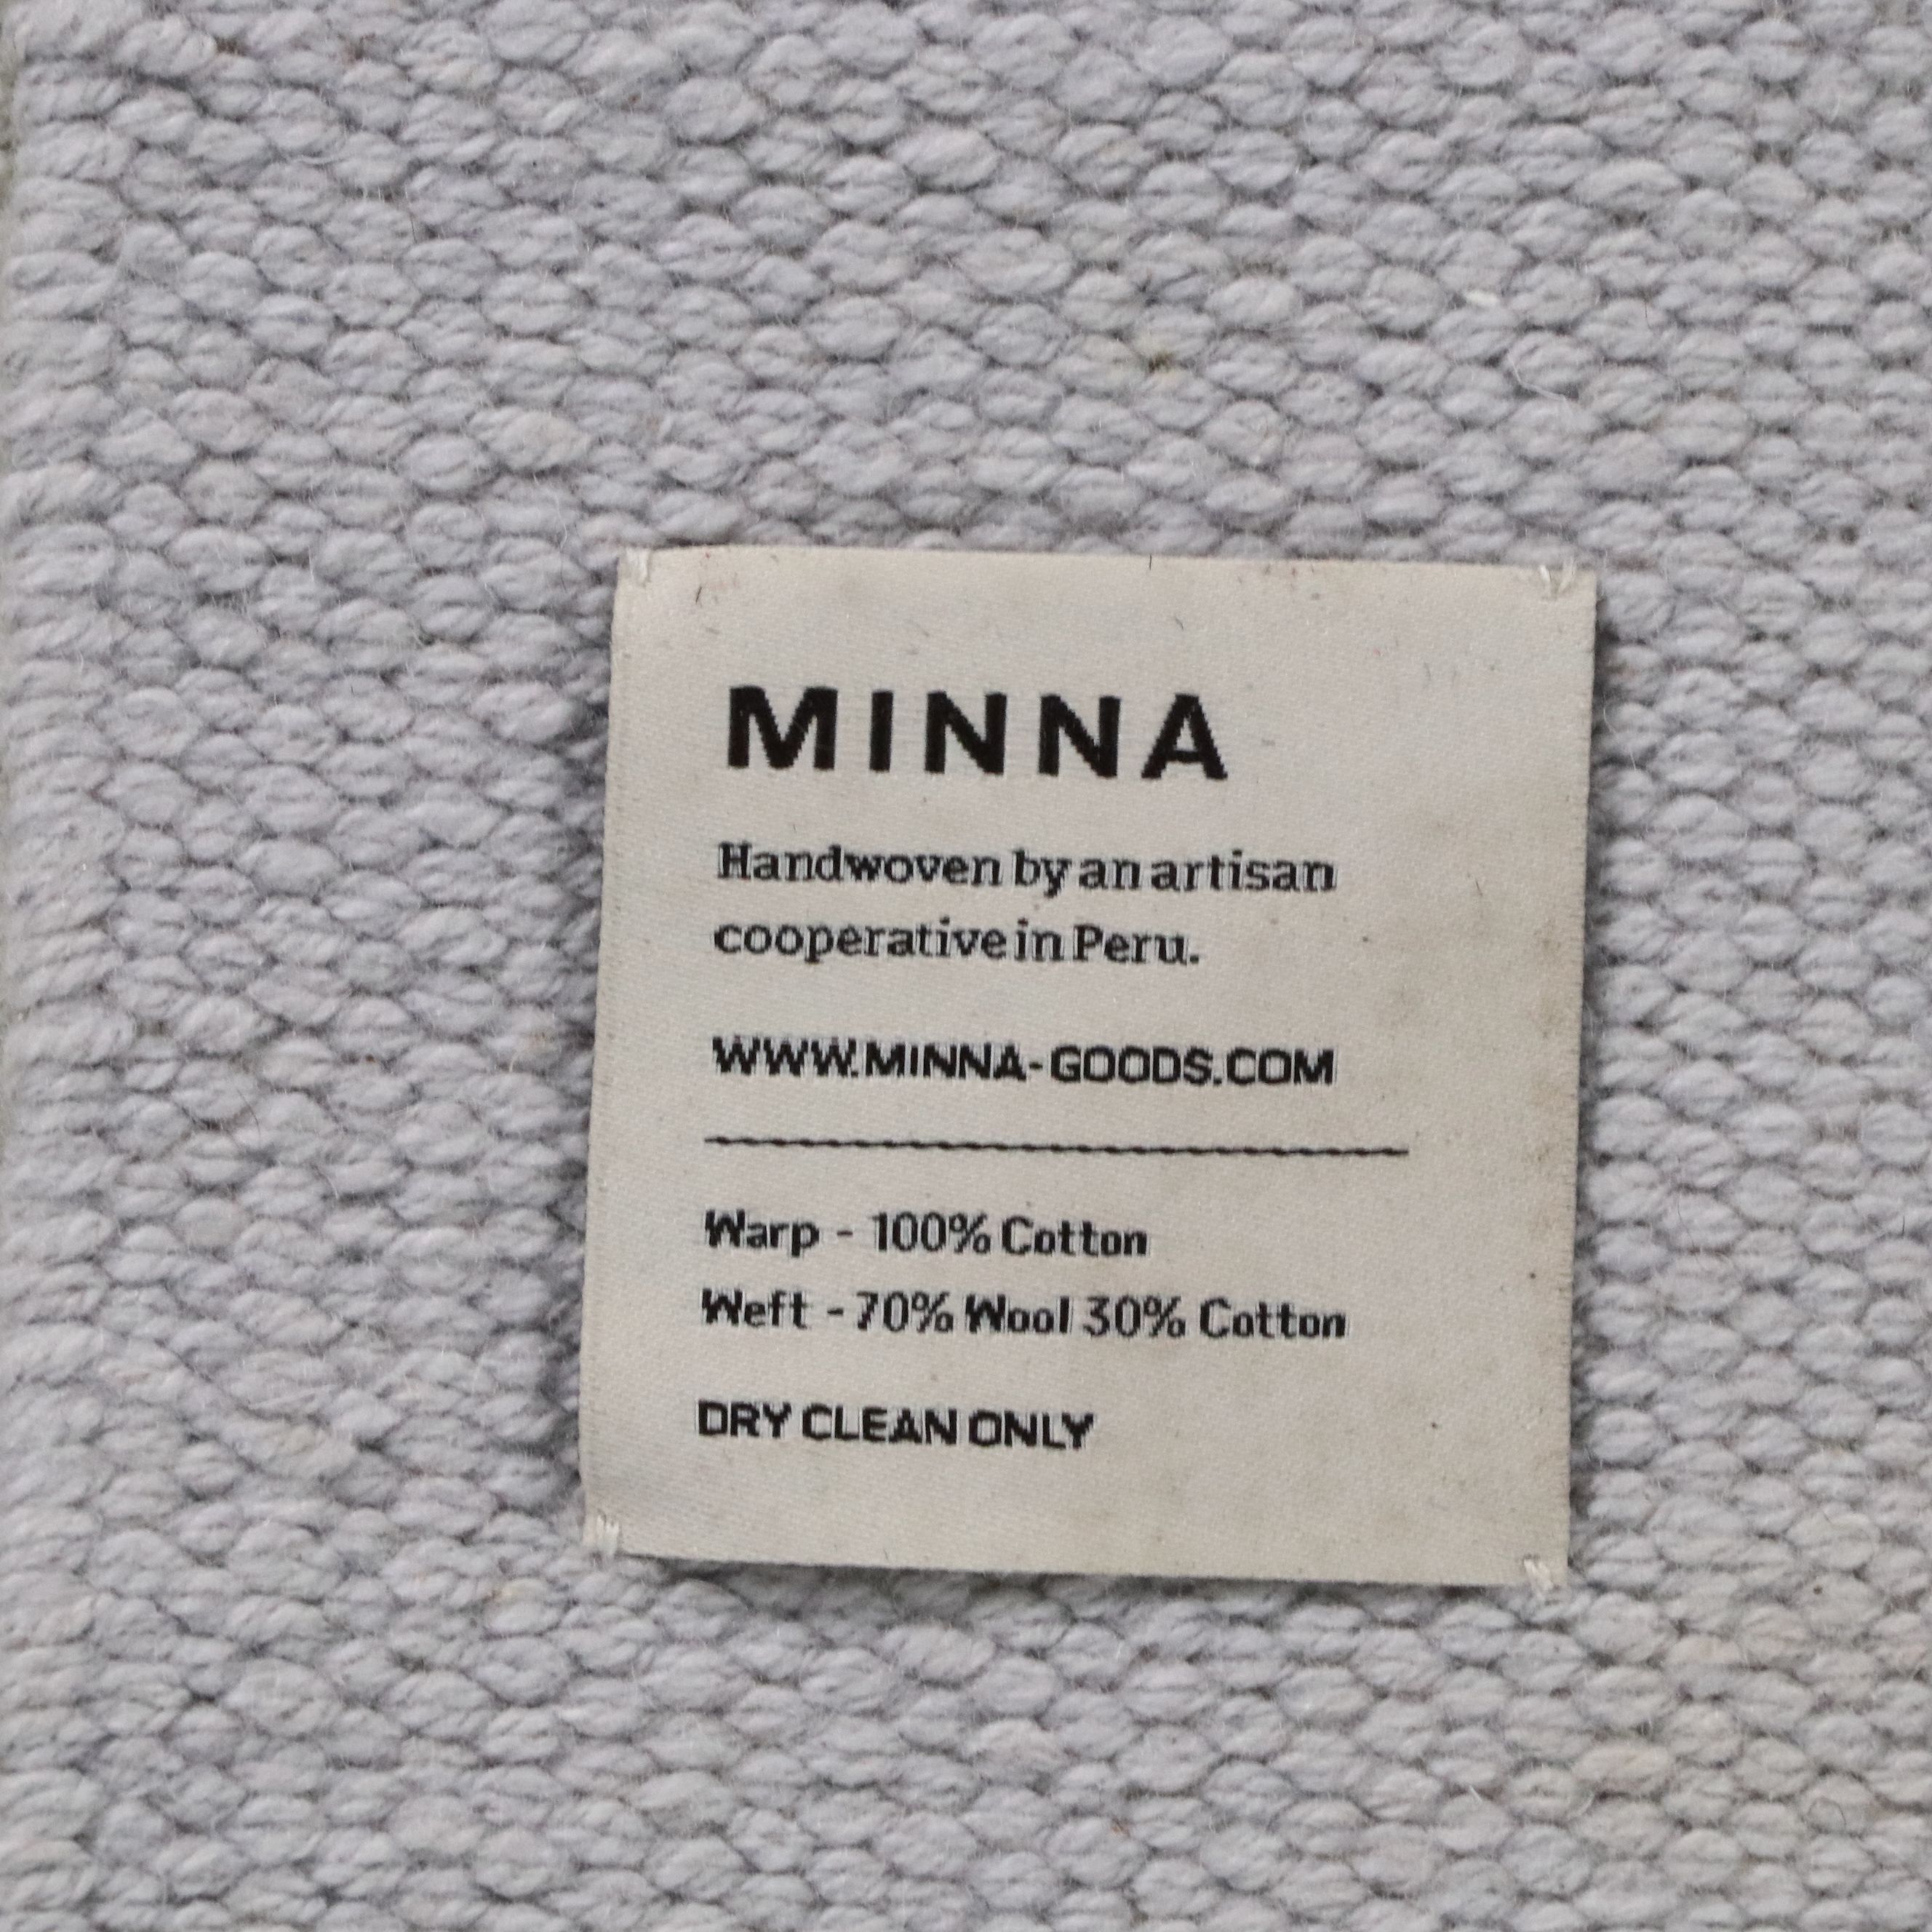 MINNA
Handwoven by an artisan
cooperative in Peru.
WWW.MINNA-GOODS.COM
Warp - 100% Cotton
Weft - 70% Wool 30% Cotton
DRY CLEAN ONLY